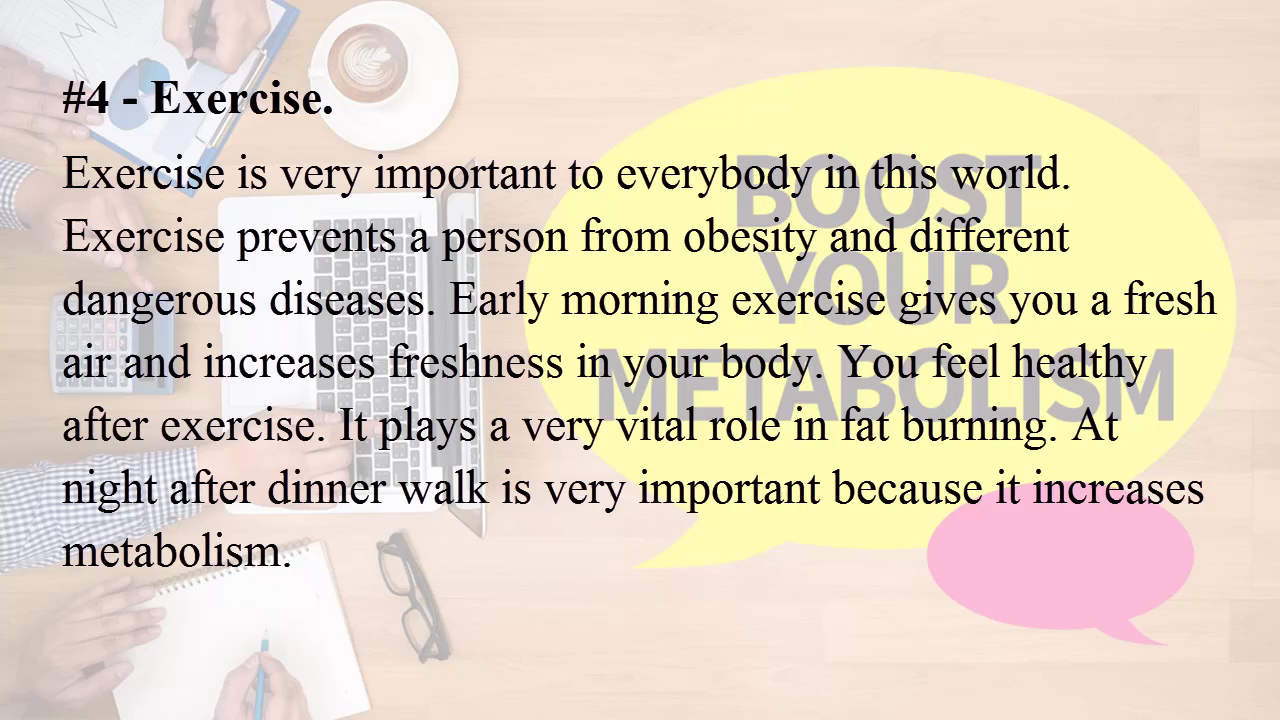 #4 - Exercise.
Exercise is very important to everybody in this world.
Exercise prevents a person from obesity and different
dangerous diseases. Early morning exercise gives you a fresh
air and increases freshness in your body. You feel healthy
after exercise. It plays a very vital role in fat burning. At
night after dinner walk is very important because it increases
metabolism.
BOOST
YOUR
METABOLISM